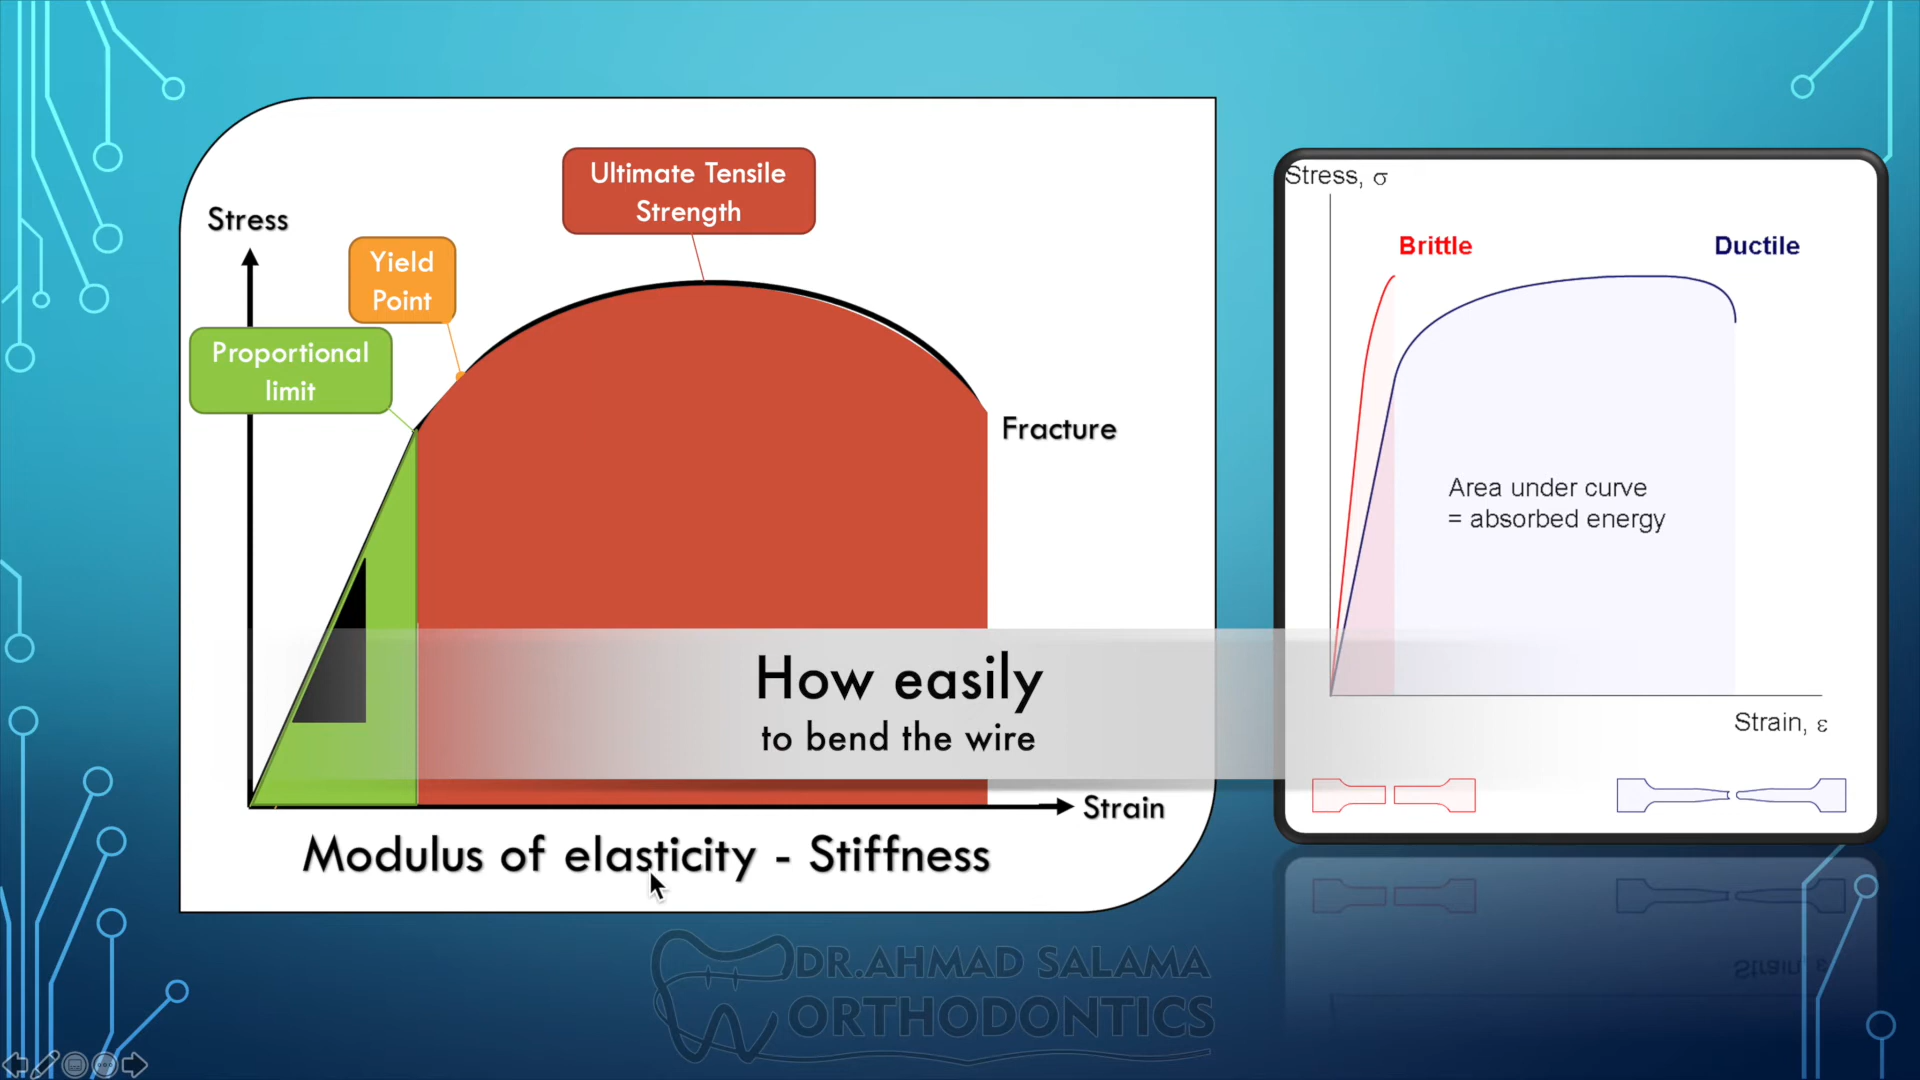 Ultimate Tensile
Strength
Stress
Yield
Point
Proportional
limit
Fracture
How easily
to bend the wire
Strain
Modulus of elasticity - Stiffness
Stress, σ
Brittle
Ductile
Area under curve
= absorbed energy
Strain, ε
DR.AHMAD SALAMA
ORTHODONTICS